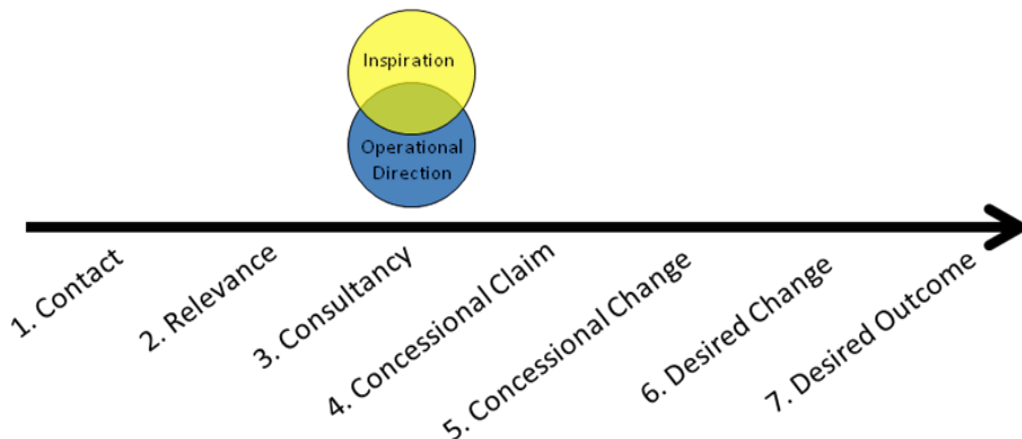 Inspiration
Operational
Direction
1. Contact
2. Relevance
3. Consultancy
4. Concessional Claim
5. Concessional Change
6. Desired Change
7. Desired Outcome